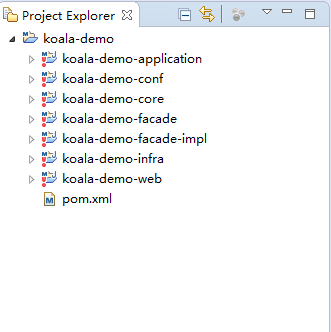 Project Explorer
koala-demo
koala-demo-application
koala-demo-conf
koala-demo-core
koala-demo-facade
koala-demo-facade-impl
koala-demo-infra
koala-demo-web
pom.xml